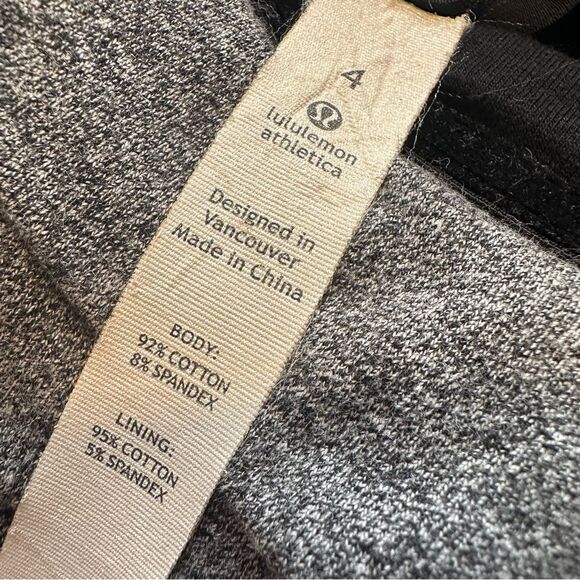 4
lululemon
athletica
Designed in
Vancouver
Made in China
BODY:
92% COTTON
8% SPANDEX
LINING:
95% COTTON
5% SPANDEX